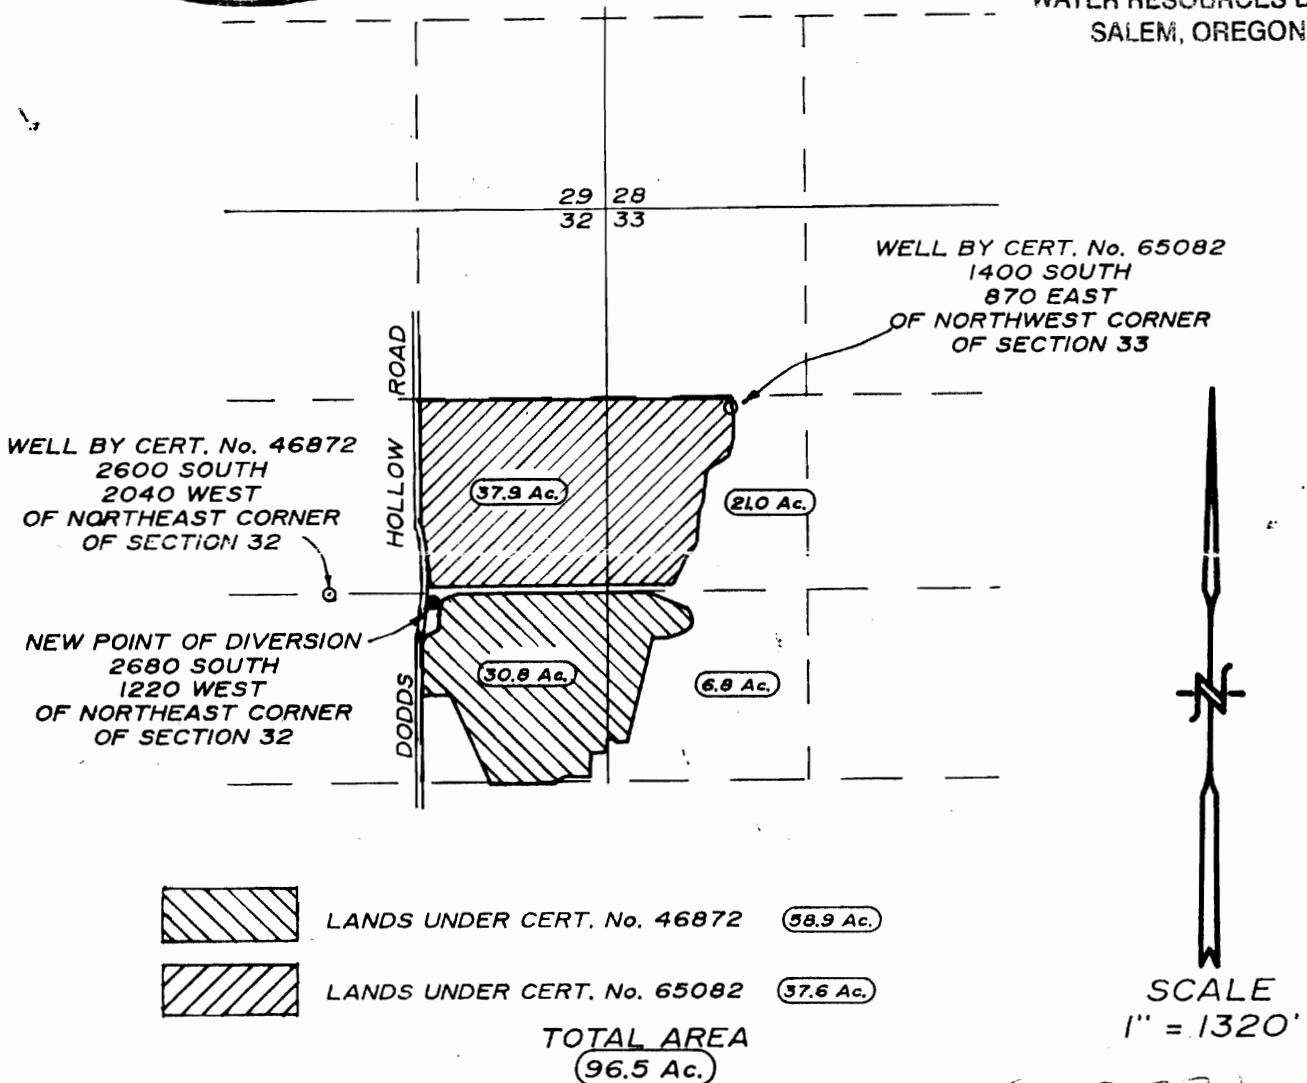 SALEM, OREGON
29 28
32 33
WELL BY CERT. No. 65082
1400 SOUTH
870 EAST
OF NORTHWEST CORNER
OF SECTION 33
DODDS HOLLOW ROAD
WELL BY CERT. No. 46872
2600 SOUTH
2040 WEST
OF NORTHEAST CORNER
OF SECTION 32
37.9 Ac.
21.0 Ac.
NEW POINT OF DIVERSION
2680 SOUTH
1220 WEST
OF NORTHEAST CORNER
OF SECTION 32
30.8 Ac.
6.8 Ac.
N
LANDS UNDER CERT. No. 46872 58.9 Ac.
LANDS UNDER CERT. No. 65082 37.6 Ac.
TOTAL AREA
96.5 Ac.
SCALE
1" = 1320'